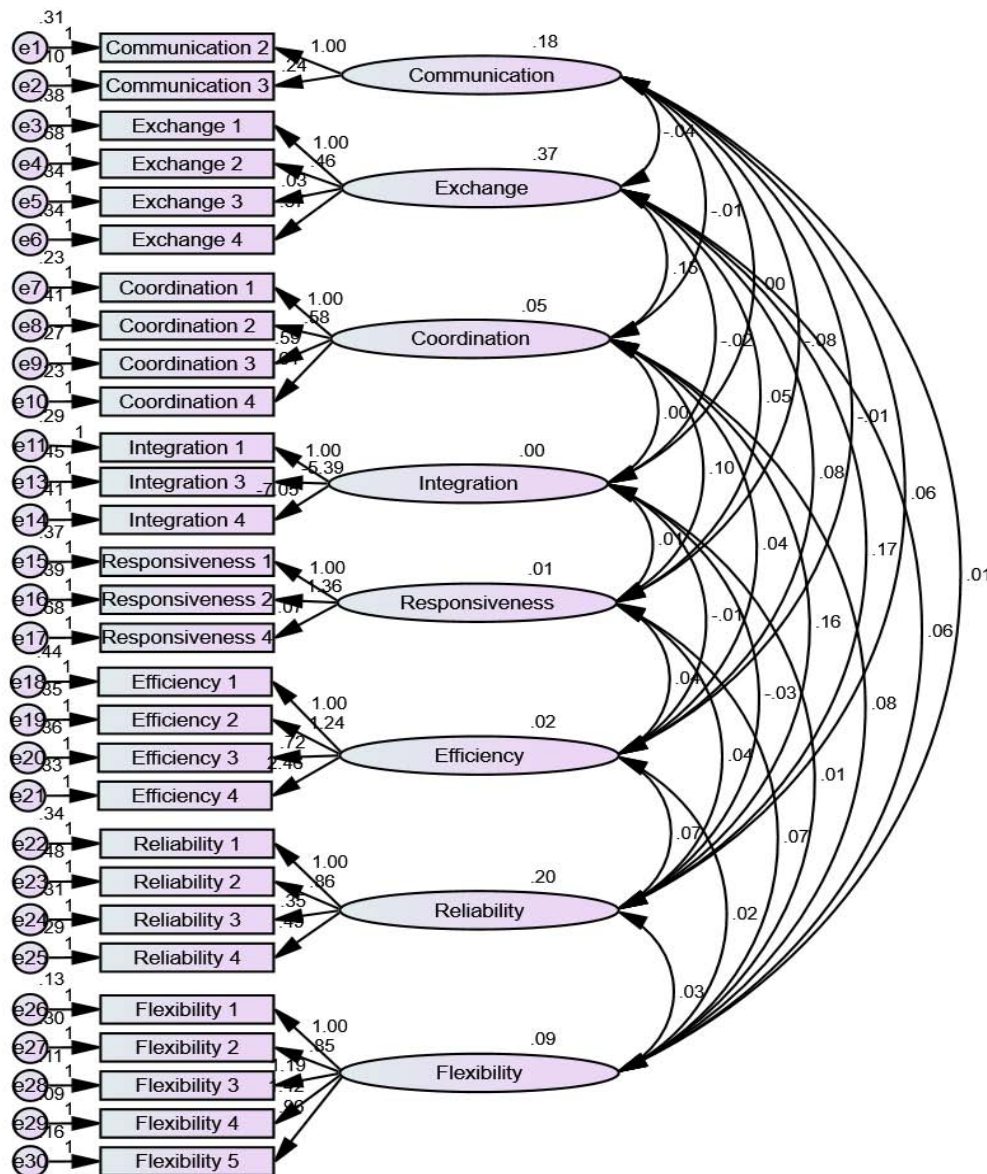 .31
e1 1 Communication 2 1.00 .18 Communication
.10
e2 1 Communication 3 .24
.38
e3 1 Exchange 1 -.04
.68
e4 1 Exchange 2 1.00 .46 .37 Exchange
.34
e5 1 Exchange 3 .03
.34
e6 1 Exchange 4 -.01
.23
e7 1 Coordination 1 .15 .00
.41
e8 1 Coordination 2 1.00 .58 .05 Coordination
.27
e9 1 Coordination 3 .59 -.02 -.08
.23
e10 1 Coordination 4 .05 -.01
.29
e11 1 Integration 1 .00 .10 .08 .06
.45
e13 1 Integration 3 1.00 -5.39 .00 Integration
.41
e14 1 Integration 4 -7.05
.37
e15 1 Responsiveness 1 .01 .04 .17 .01
.39
e16 1 Responsiveness 2 1.00 1.36 .01 Responsiveness
.68
e17 1 Responsiveness 4 .07 -.01 .16 .06
.44
e18 1 Efficiency 1 .04 -.03 .08
.35
e19 1 Efficiency 2 1.00 1.24 .02 Efficiency
.36
e20 1 Efficiency 3 .72 .04 .01
.33
e21 1 Efficiency 4
.34
e22 1 Reliability 1 .07 .07
.48
e23 1 Reliability 2 1.00 .86 .20 Reliability
.31
e24 1 Reliability 3 .35 .02
.29
e25 1 Reliability 4 .03
.13
e26 1 Flexibility 1
.30
e27 1 Flexibility 2 1.00 .85 .09 Flexibility
.11
e28 1 Flexibility 3 1.19
.09
e29 1 Flexibility 4
.16
e30 1 Flexibility 5